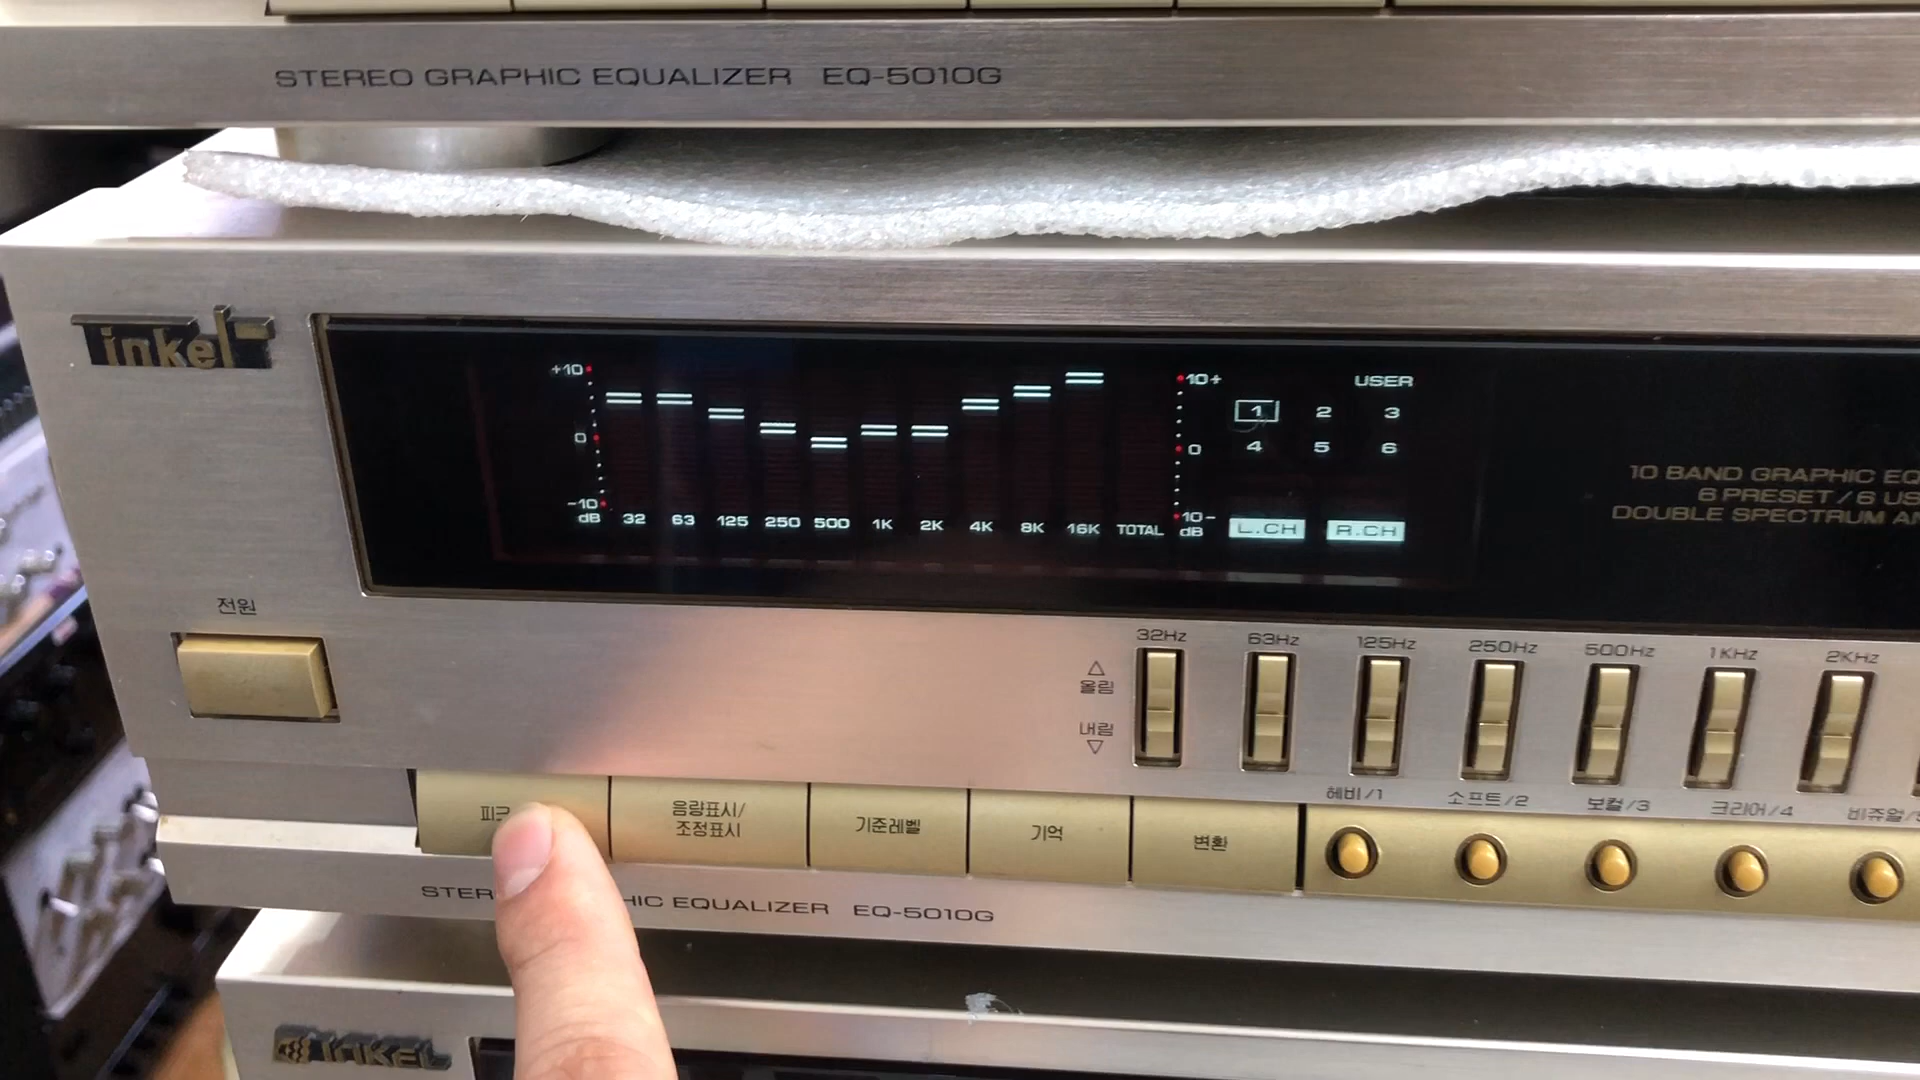 STEREO GRAPHIC EQUALIZER EQ-5010G
inkel
+10
0
-10
dB
32 63 125 250 500 1K 2K 4K 8K 16K TOTAL
10+
0
10-
dB
USER
1 2 3
4 5 6
L.CH R.CH
10 BAND GRAPHIC
6 PRESET / 6
DOUBLE SPECTRUM
전원
32Hz 63Hz 125Hz 250Hz 500Hz 1KHz 2KHz
올림
내림
헤비/1 소프트/2 보컬/3 크리어/4 비쥬얼/
음량표시/
조정표시
기준레벨
기억
변환
EQUALIZER EQ-5010G
INKEL